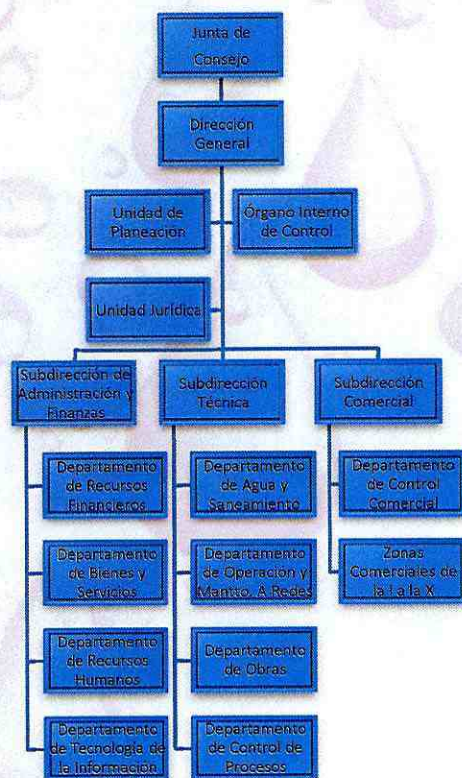 Junta de
Consejo
Dirección
General
Unidad de
Planeación
Órgano Interno
de Control
Unidad Jurídica
Subdirección de
Administración y
Finanzas
Subdirección
Técnica
Subdirección
Comercial
Departamento
de Recursos
Financieros
Departamento
de Agua y
Saneamiento
Departamento
de Control
Comercial
Departamento
de Bienes y
Servicios
Departamento
de Operación y
Mantto. A Redes
Zonas
Comerciales de
la I a la X
Departamento
de Recursos
Humanos
Departamento
de Obras
Departamento
de Tecnología de
la Información
Departamento
de Control de
Procesos